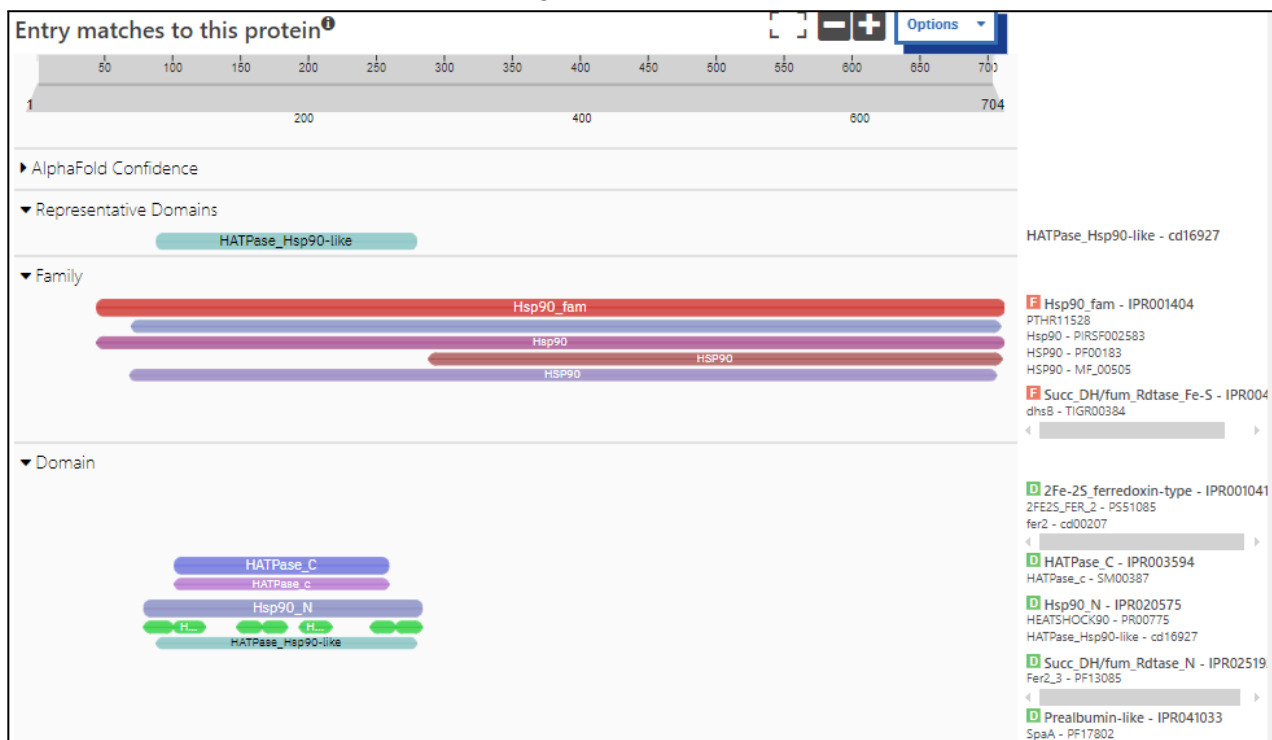 Entry matches to this protein
Options
50 100 150 200 250 300 350 400 450 500 550 600 650 700
1 704
200 400 600
AlphaFold Confidence
Representative Domains
HATPase_Hsp90-like
HATPase_Hsp90-like - cd16927
Family
Hsp90_fam
Hsp90
HSP90
HSP90
F Hsp90_fam - IPR001404
PTHR11528
Hsp90 - PIRSF002583
HSP90 - PF00183
HSP90 - MF_00505
F Succ_DH/fum_Rdtase_Fe-S - IPR004
dhsB - TIGR00384
Domain
HATPase_C
HATPase_c
Hsp90_N
H... H...
HATPase_Hsp90-like
D 2Fe-2S_ferredoxin-type - IPR001041
2FE2S_FER_2 - PS51085
fer2 - cd00207
D HATPase_C - IPR003594
HATPase_c - SM00387
D Hsp90_N - IPR020575
HEATSHOCK90 - PR00775
HATPase_Hsp90-like - cd16927
D Succ_DH/fum_Rdtase_N - IPR02519
Fer2_3 - PF13085
D Prealbumin-like - IPR041033
SpaA - PF17802